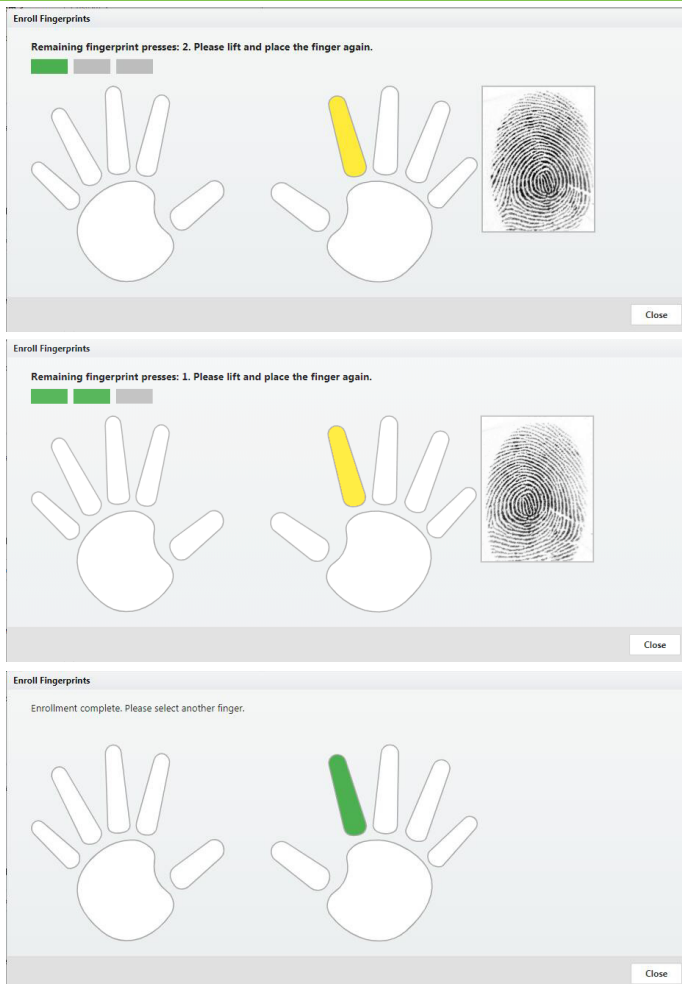 Enroll Fingerprints
Remaining fingerprint presses: 2. Please lift and place the finger again.
Close
Enroll Fingerprints
Remaining fingerprint presses: 1. Please lift and place the finger again.
Close
Enroll Fingerprints
Enrollment complete. Please select another finger.
Close